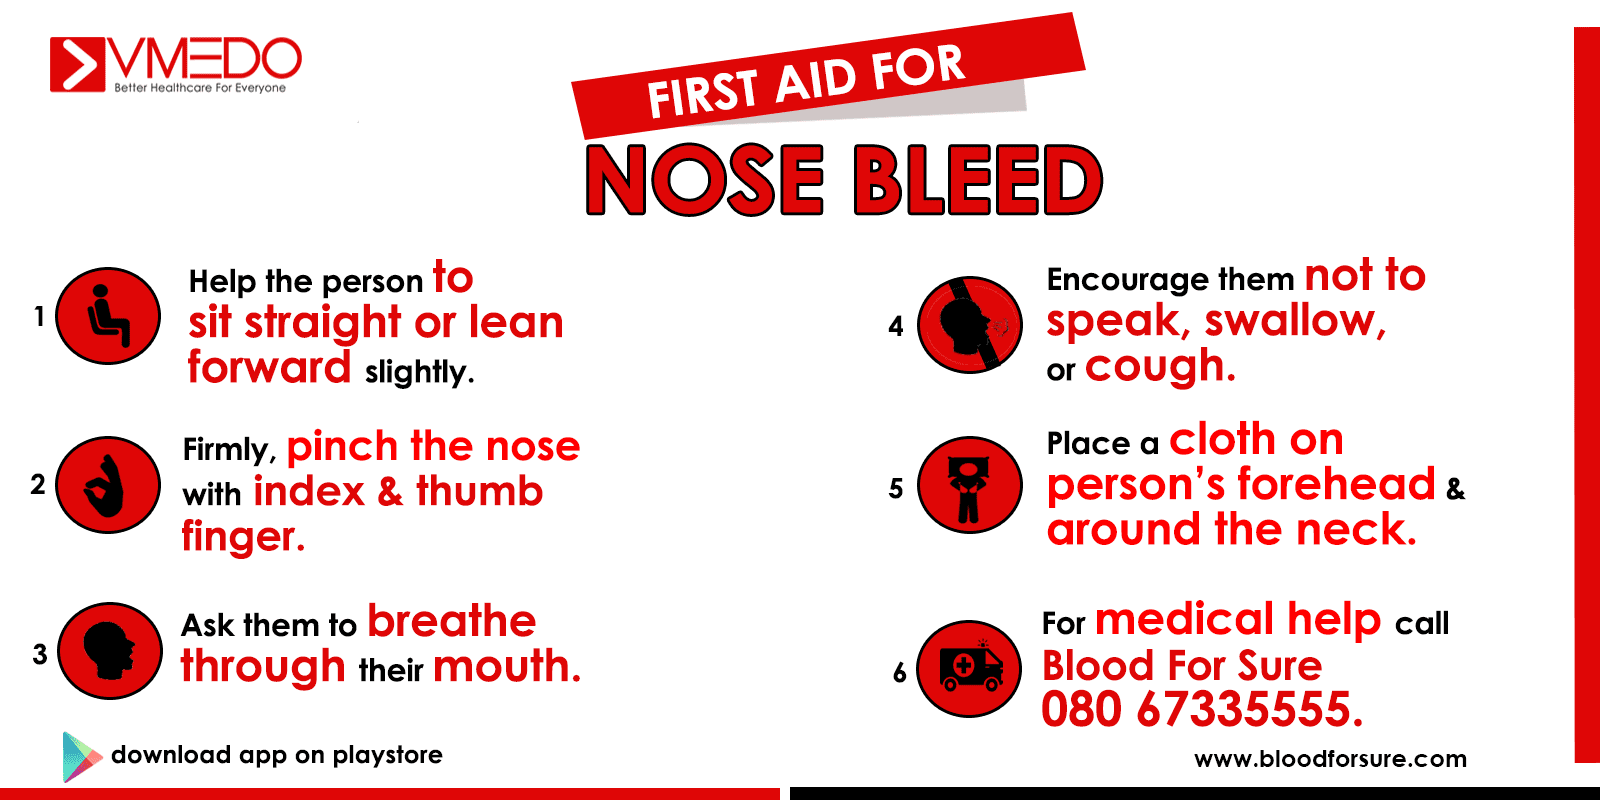 VMEDO
Better Healthcare For Everyone
FIRST AID FOR
NOSE BLEED
1
Help the person to
sit straight or lean
forward slightly.
2
Firmly, pinch the nose
with index & thumb
finger.
3
Ask them to breathe
through their mouth.
download app on playstore
4
Encourage them not to
speak, swallow,
or cough.
5
Place a cloth on
person's forehead &
around the neck.
6
For medical help call
Blood For Sure
080 67335555.
www.bloodforsure.com